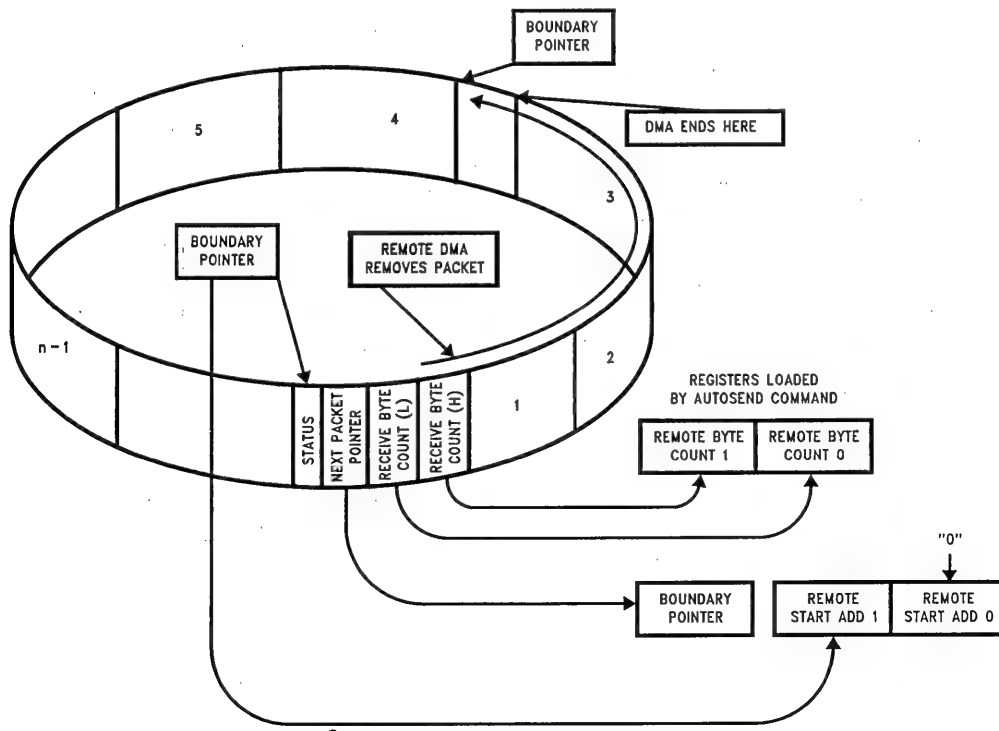 BOUNDARY
POINTER
DMA ENDS HERE
5
4
3
BOUNDARY
POINTER
REMOTE DMA
REMOVES PACKET
n-1
2
1
STATUS
NEXT PACKET
POINTER
RECEIVE BYTE
COUNT (L)
RECEIVE BYTE
COUNT (H)
REGISTERS LOADED
BY AUTOSEND COMMAND
REMOTE BYTE
COUNT 1
REMOTE BYTE
COUNT 0
"0"
BOUNDARY
POINTER
REMOTE
START ADD 1
REMOTE
START ADD 0